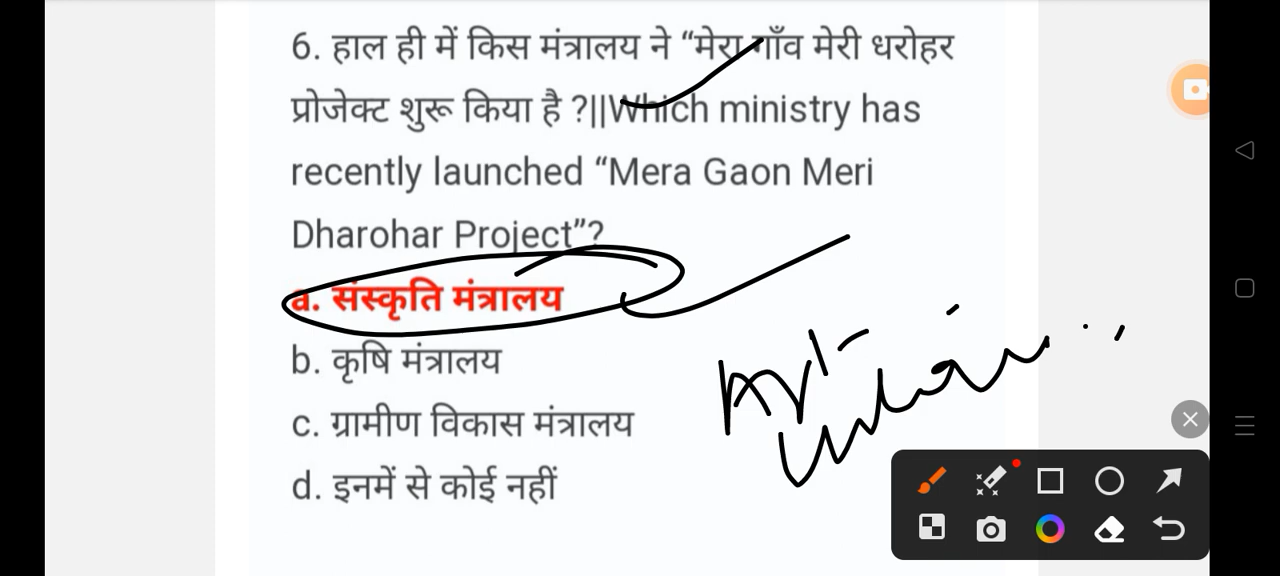 6. हाल ही में किस मंत्रालय ने “मेरा गाँव मेरी धरोहर
प्रोजेक्ट शुरू किया है ?||Which ministry has
recently launched “Mera Gaon Meri
Dharohar Project”?
a. संस्कृति मंत्रालय
b. कृषि मंत्रालय
c. ग्रामीण विकास मंत्रालय
d. इनमें से कोई नहीं